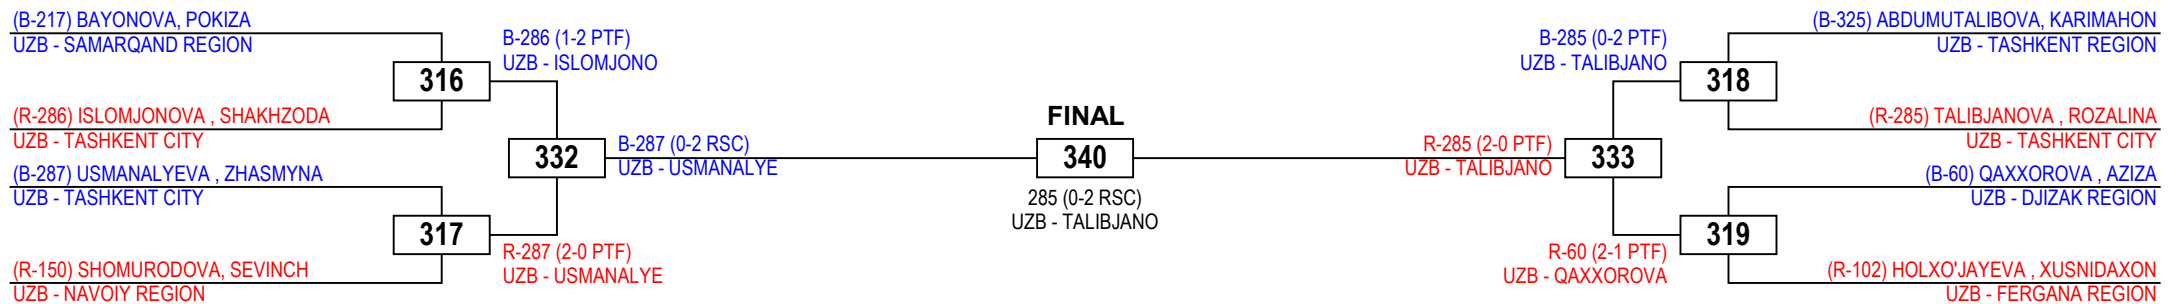 (B-217) BAYONOVA, POKIZA
UZB - SAMARQAND REGION
316
B-286 (1-2 PTF)
UZB - ISLOMJONO
(R-286) ISLOMJONOVA , SHAKHZODA
UZB - TASHKENT CITY
332
B-287 (0-2 RSC)
UZB - USMANALYE
(B-287) USMANALYEVA , ZHASMYNA
UZB - TASHKENT CITY
317
R-287 (2-0 PTF)
UZB - USMANALYE
(R-150) SHOMURODOVA, SEVINCH
UZB - NAVOIY REGION
FINAL
340
285 (0-2 RSC)
UZB - TALIBJANO
(B-325) ABDUMUTALIBOVA, KARIMAHON
UZB - TASHKENT REGION
B-285 (0-2 PTF)
UZB - TALIBJANO
318
(R-285) TALIBJANOVA , ROZALINA
UZB - TASHKENT CITY
R-285 (2-0 PTF)
UZB - TALIBJANO
333
(B-60) QAXXOROVA , AZIZA
UZB - DJIZAK REGION
319
R-60 (2-1 PTF)
UZB - QAXXOROVA
(R-102) HOLXO'JAYEVA , XUSNIDAXON
UZB - FERGANA REGION